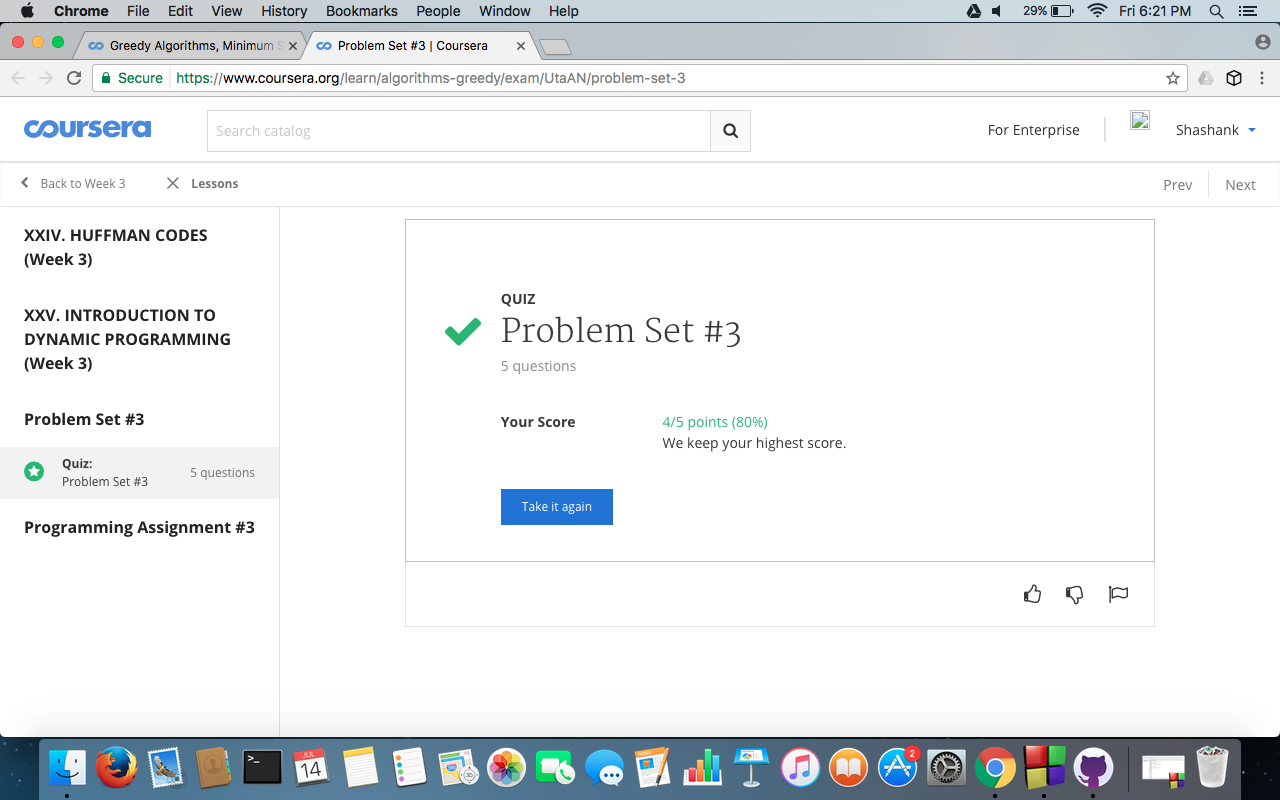 Chrome File Edit View History Bookmarks People Window Help 29% Fri 6:21 PM
Greedy Algorithms, Minimum S Problem Set #3 | Coursera
Secure https://www.coursera.org/learn/algorithms-greedy/exam/UtaAN/problem-set-3
coursera Search catalog For Enterprise Shashank
Back to Week 3 Lessons Prev Next
XXIV. HUFFMAN CODES
(Week 3)
XXV. INTRODUCTION TO
DYNAMIC PROGRAMMING
(Week 3)
Problem Set #3
Quiz:
Problem Set #3 5 questions
Programming Assignment #3
QUIZ
Problem Set #3
5 questions
Your Score 4/5 points (80%)
We keep your highest score.
Take it again
JUL
14
2